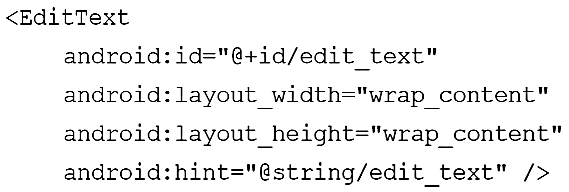 <EditText
    android:id="@+id/edit_text"
    android:layout_width="wrap_content"
    android:layout_height="wrap_content"
    android:hint="@string/edit_text" />